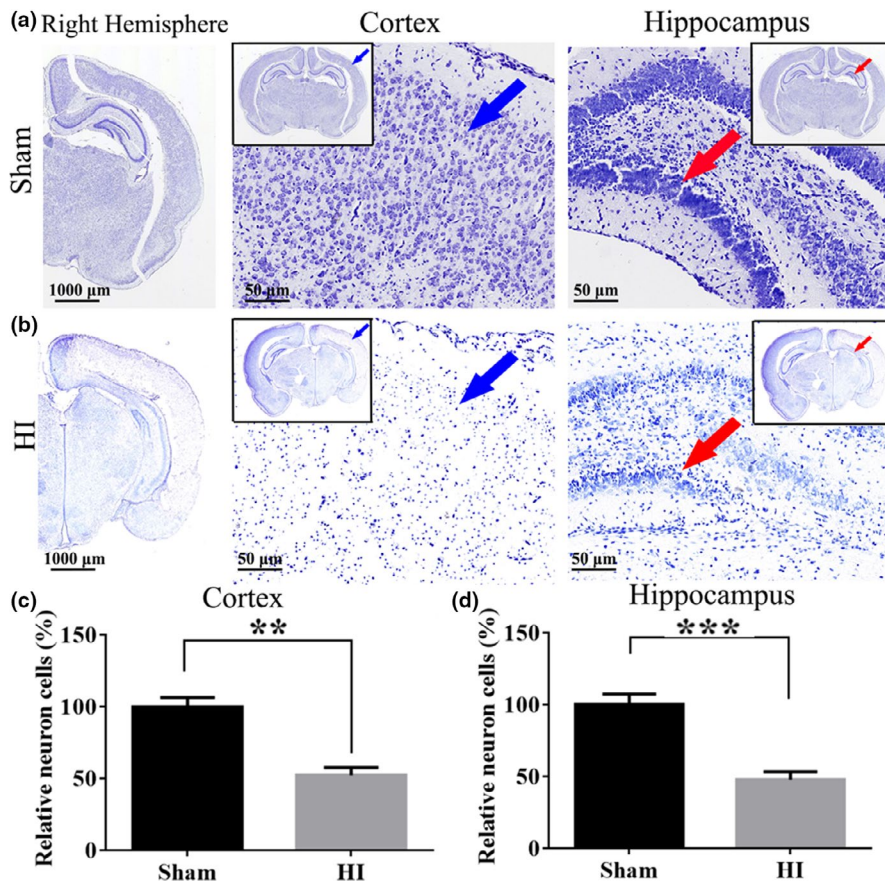 (a) Right Hemisphere Cortex Hippocampus
Sham
1000 µm 50 µm 50 µm
(b)
HI
1000 µm 50 µm 50 µm
(c) Cortex
Relative neuron cells (%)
150
100
50
0
**
Sham HI
(d) Hippocampus
Relative neuron cells (%)
150
100
50
0
***
Sham HI